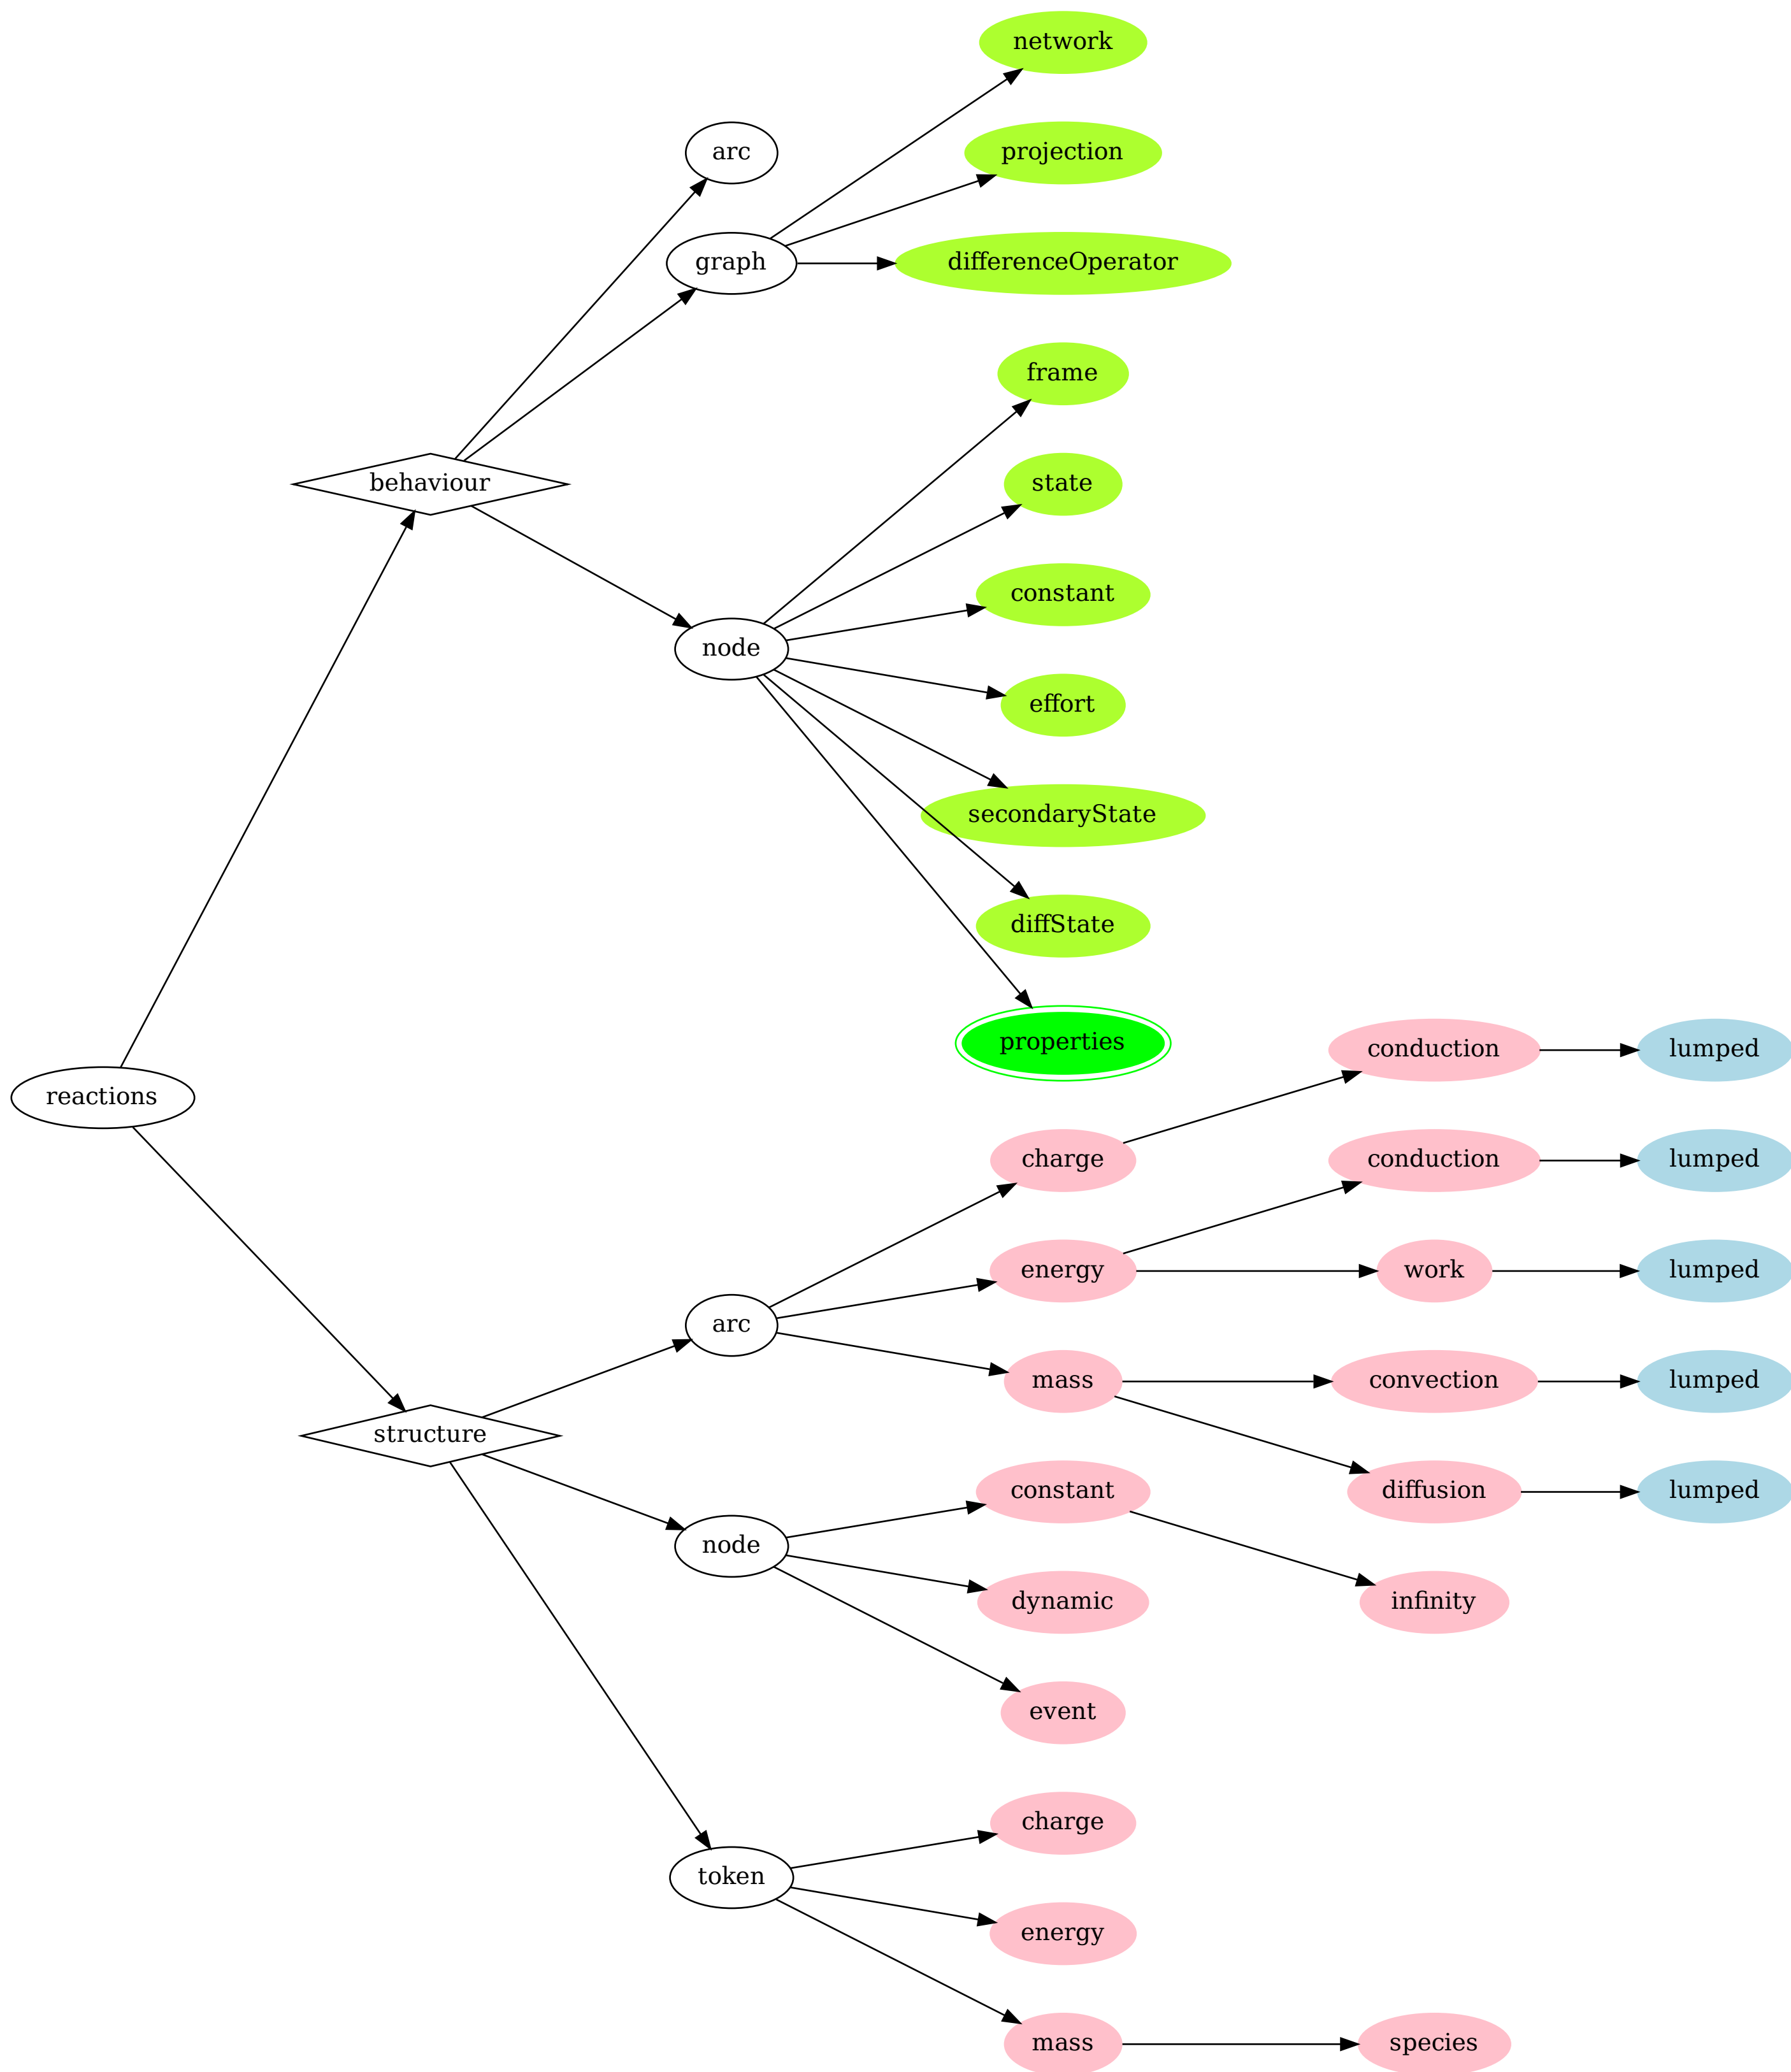 network
arc
projection
graph
differenceOperator
frame
behaviour
state
constant
node
effort
secondaryState
diffState
properties
conduction
lumped
reactions
charge
conduction
lumped
energy
work
lumped
arc
mass
convection
lumped
structure
constant
diffusion
lumped
node
dynamic
infinity
event
charge
token
energy
mass
species